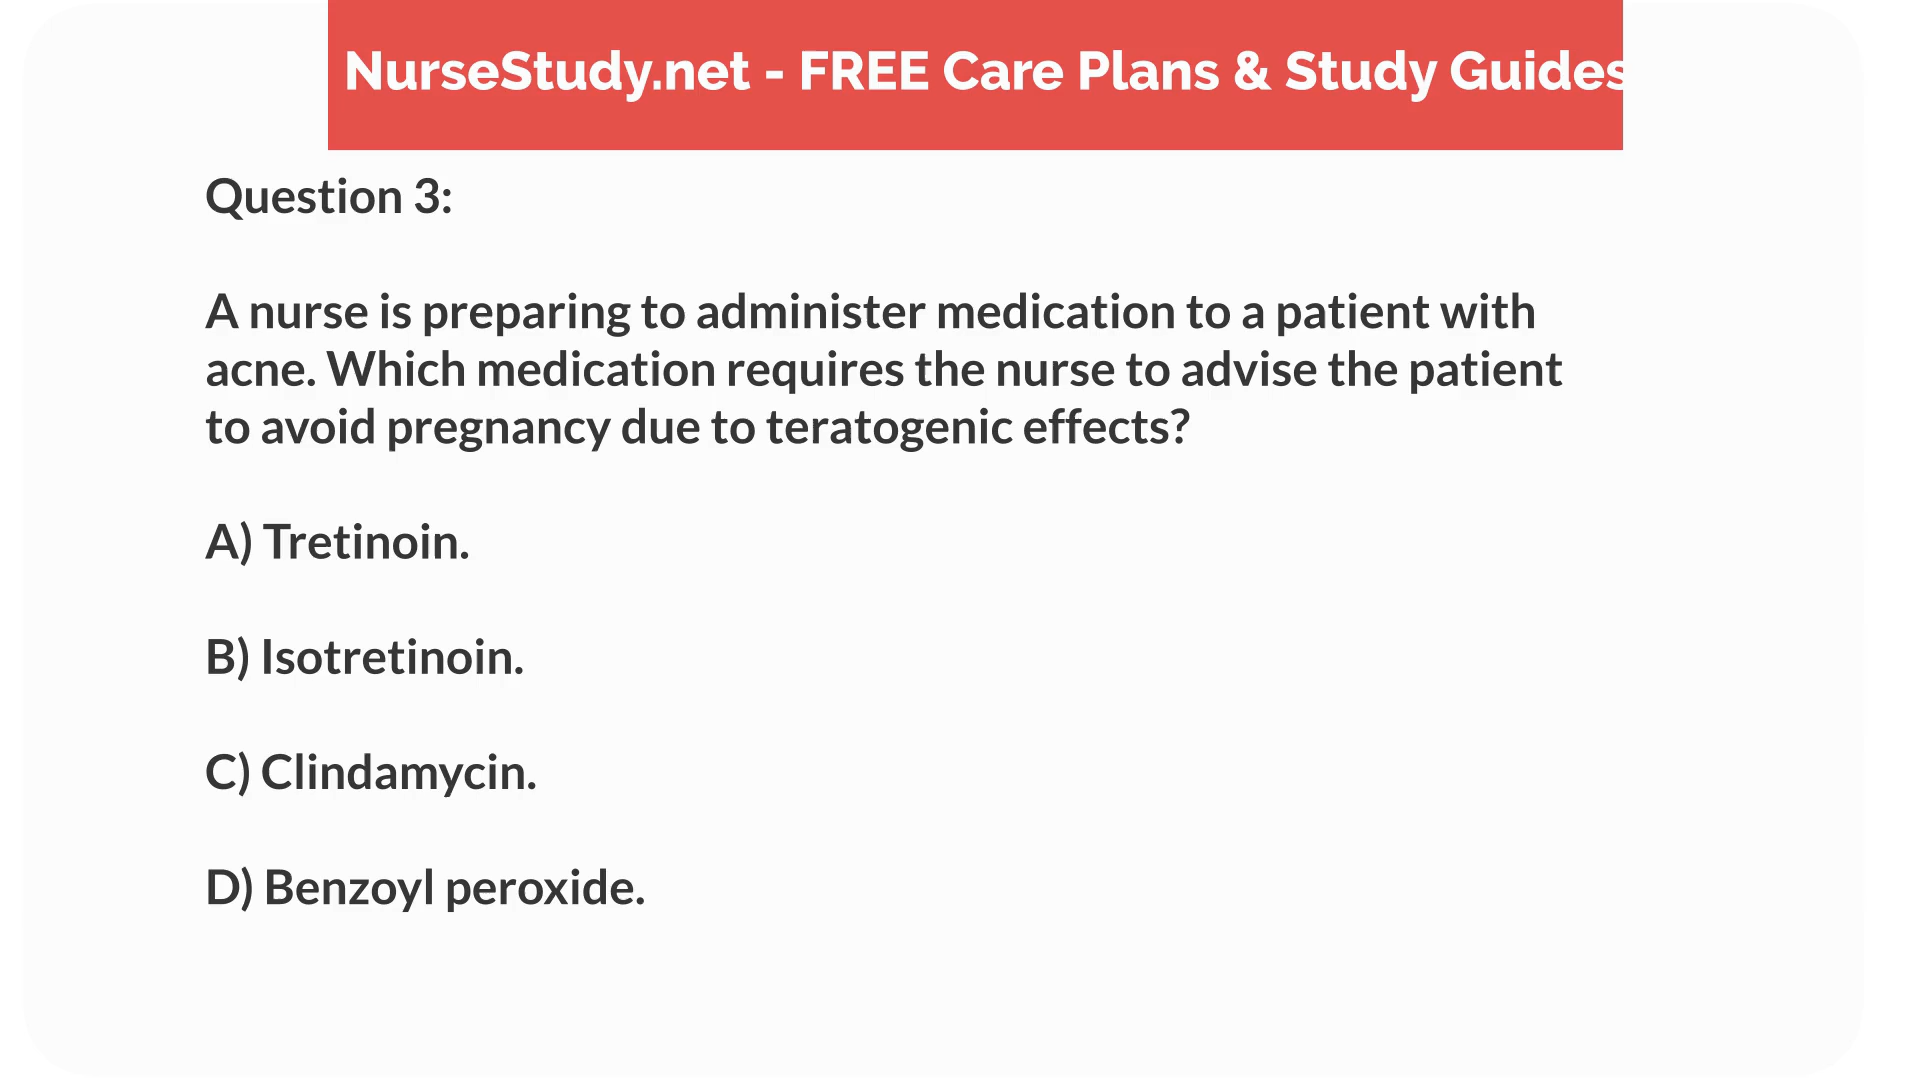 NurseStudy.net - FREE Care Plans & Study Guides
Question 3:
A nurse is preparing to administer medication to a patient with
acne. Which medication requires the nurse to advise the patient
to avoid pregnancy due to teratogenic effects?
A) Tretinoin.
B) Isotretinoin.
C) Clindamycin.
D) Benzoyl peroxide.